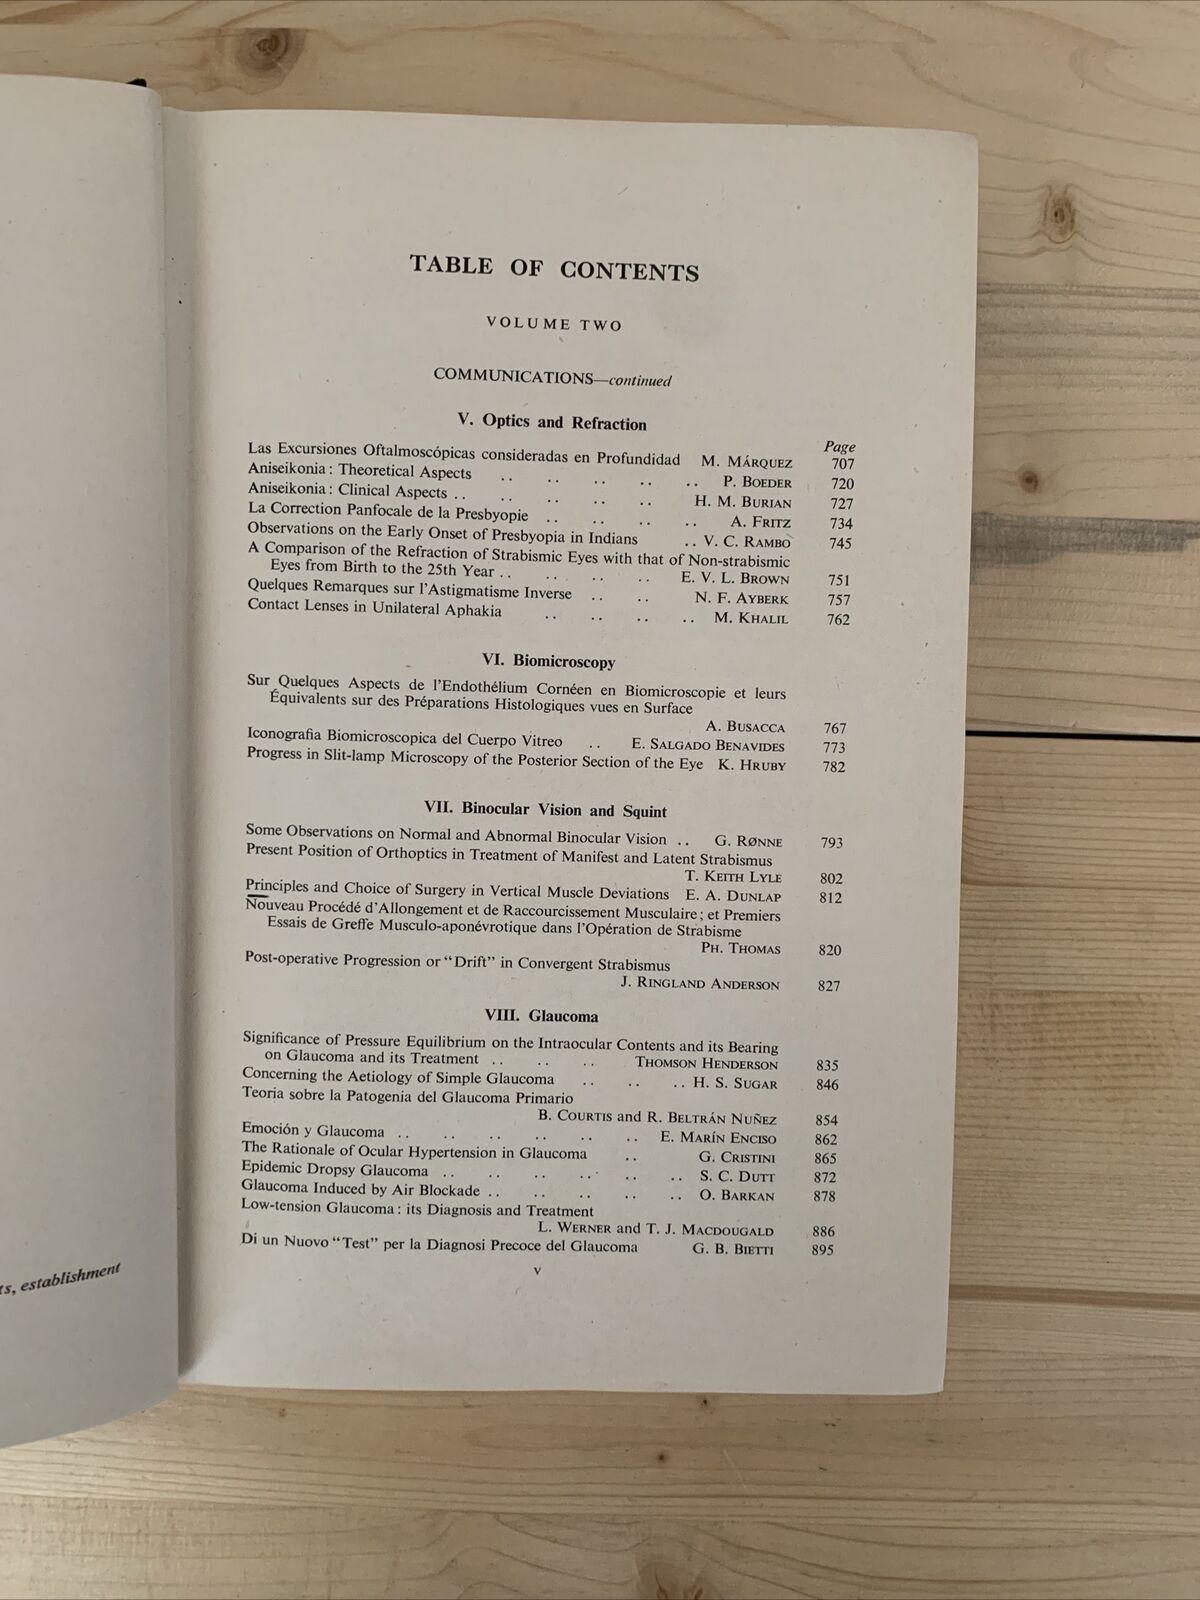 TABLE OF CONTENTS
VOLUME TWO
COMMUNICATIONS—continued
V. Optics and Refraction
Page
Las Excursiones Oftalmoscópicas consideradas en Profundidad M. MÁRQUEZ 707
Aniseikonia: Theoretical Aspects .. .. .. .. .. P. BOEDER 720
Aniseikonia: Clinical Aspects .. .. .. .. .. H. M. BURIAN 727
La Correction Panfocale de la Presbyopie .. .. .. .. A. FRITZ 734
Observations on the Early Onset of Presbyopia in Indians .. V. C. RAMBO 745
A Comparison of the Refraction of Strabismic Eyes with that of Non-strabismic
Eyes from Birth to the 25th Year .. .. .. .. E. V. L. BROWN 751
Quelques Remarques sur l'Astigmatisme Inverse .. .. N. F. AYBERK 757
Contact Lenses in Unilateral Aphakia .. .. .. .. M. KHALIL 762
VI. Biomicroscopy
Sur Quelques Aspects de l'Endothélium Cornéen en Biomicroscopie et leurs
Équivalents sur des Préparations Histologiques vues en Surface
A. BUSACCA 767
Iconografia Biomicroscopica del Cuerpo Vitreo .. E. SALGADO BENAVIDES 773
Progress in Slit-lamp Microscopy of the Posterior Section of the Eye K. HRUBY 782
VII. Binocular Vision and Squint
Some Observations on Normal and Abnormal Binocular Vision .. G. RØNNE 793
Present Position of Orthoptics in Treatment of Manifest and Latent Strabismus
T. KEITH LYLE 802
Principles and Choice of Surgery in Vertical Muscle Deviations E. A. DUNLAP 812
Nouveau Procédé d'Allongement et de Raccourcissement Musculaire; et Premiers
Essais de Greffe Musculo-aponévrotique dans l'Opération de Strabisme
PH. THOMAS 820
Post-operative Progression or "Drift" in Convergent Strabismus
J. RINGLAND ANDERSON 827
VIII. Glaucoma
Significance of Pressure Equilibrium on the Intraocular Contents and its Bearing
on Glaucoma and its Treatment .. .. .. THOMSON HENDERSON 835
Concerning the Aetiology of Simple Glaucoma .. .. .. H. S. SUGAR 846
Teoria sobre la Patogenia del Glaucoma Primario
B. COURTIS and R. BELTRÁN NUÑEZ 854
Emoción y Glaucoma .. .. .. .. .. .. E. MARÍN ENCISO 862
The Rationale of Ocular Hypertension in Glaucoma .. G. CRISTINI 865
Epidemic Dropsy Glaucoma .. .. .. .. .. .. S. C. DUTT 872
Glaucoma Induced by Air Blockade .. .. .. .. .. O. BARKAN 878
Low-tension Glaucoma: its Diagnosis and Treatment
L. WERNER and T. J. MACDOUGALD 886
Di un Nuovo "Test" per la Diagnosi Precoce del Glaucoma G. B. BIETTI 895
v
ts, establishment